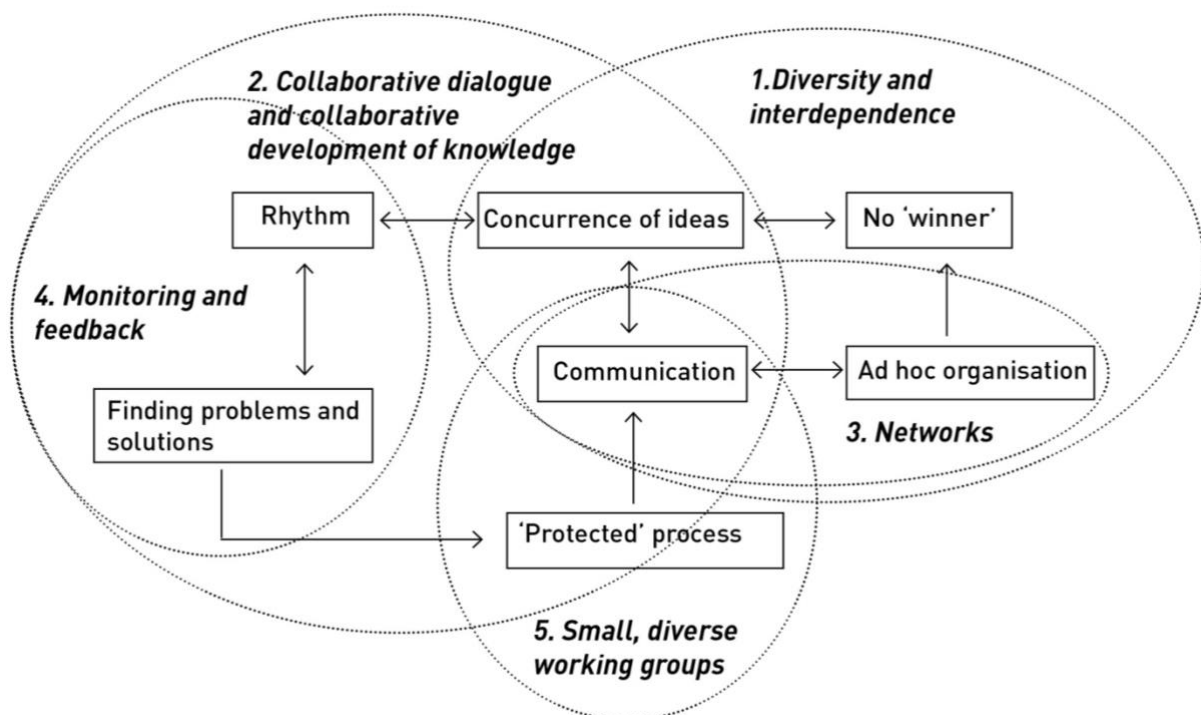 2. Collaborative dialogue
and collaborative
development of knowledge
1.Diversity and
interdependence
Rhythm
Concurrence of ideas
No ‘winner’
4. Monitoring and
feedback
Communication
Ad hoc organisation
Finding problems and
solutions
3. Networks
‘Protected’ process
5. Small, diverse
working groups